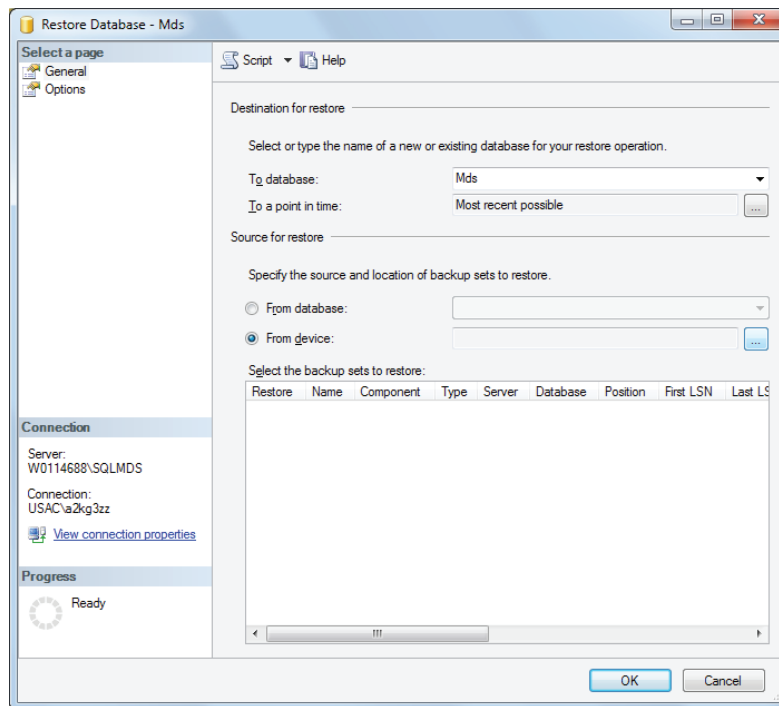 Restore Database - Mds
Select a page
General
Options
Script
Help
Destination for restore
Select or type the name of a new or existing database for your restore operation.
To database:
Mds
To a point in time:
Most recent possible
...
Source for restore
Specify the source and location of backup sets to restore.
From database:
From device:
...
Select the backup sets to restore:
Restore Name Component Type Server Database Position First LSN Last LS
Connection
Server:
W0114688\SQLMDS
Connection:
USAC\a2kg3zz
View connection properties
Progress
Ready
OK
Cancel